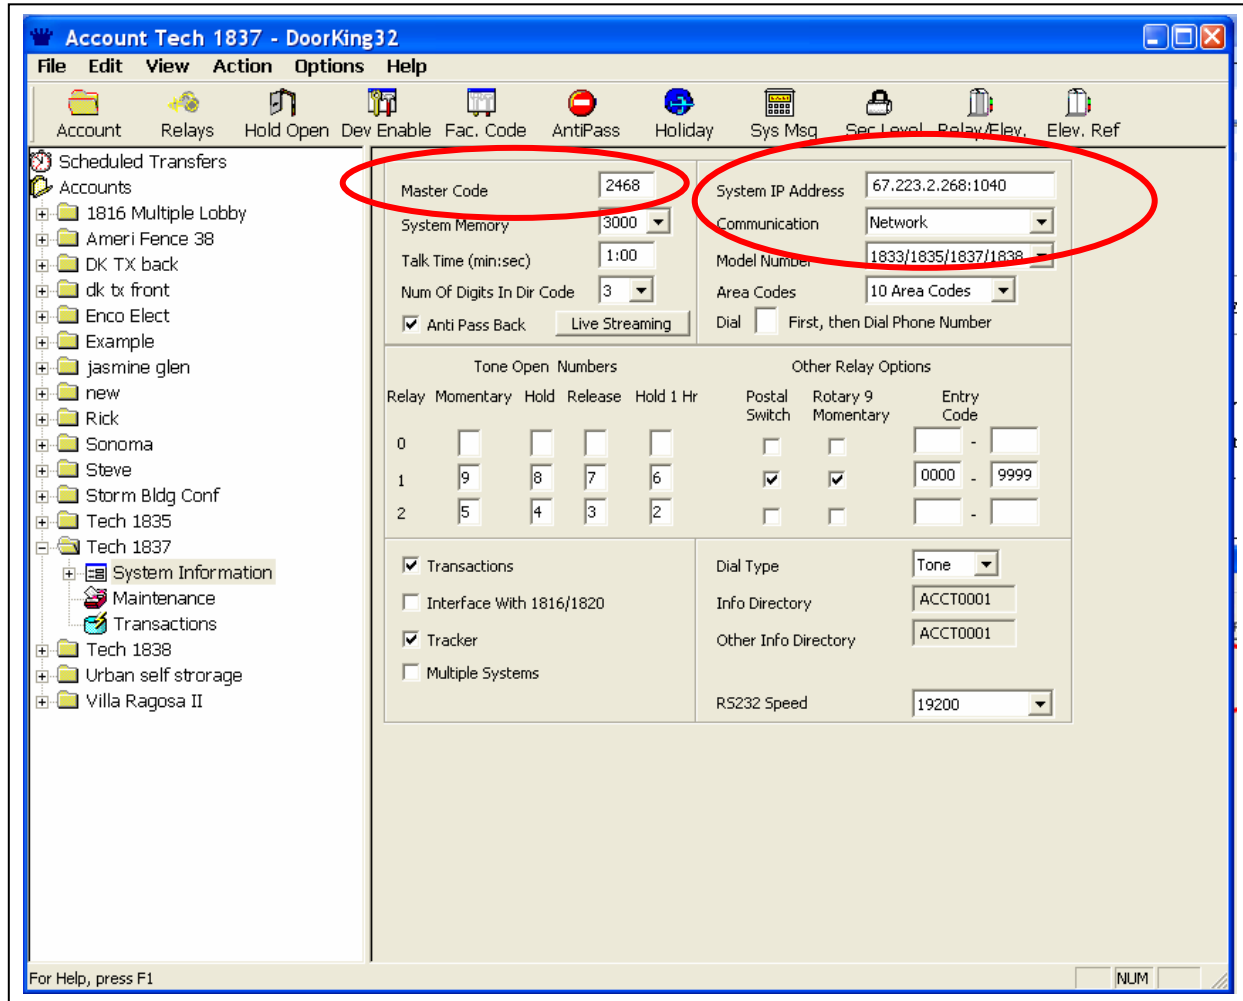 Account Tech 1837 - DoorKing32
File Edit View Action Options Help
Account Relays Hold Open Dev Enable Fac. Code AntiPass Holiday Sys Msg Sec Level Relay/Elev. Elev. Ref
Scheduled Transfers
Accounts
1816 Multiple Lobby
Ameri Fence 38
DK TX back
dk tx front
Enco Elect
Example
jasmine glen
new
Rick
Sonoma
Steve
Storm Bldg Conf
Tech 1835
Tech 1837
System Information
Maintenance
Transactions
Tech 1838
Urban self strorage
Villa Ragosa II
Master Code 2468
System Memory 3000
Talk Time (min:sec) 1:00
Num Of Digits In Dir Code 3
Anti Pass Back Live Streaming
System IP Address 67.223.2.268:1040
Communication Network
Model Number 1833/1835/1837/1838
Area Codes 10 Area Codes
Dial First, then Dial Phone Number
Tone Open Numbers Other Relay Options
Relay Momentary Hold Release Hold 1 Hr Postal Switch Rotary 9 Momentary Entry Code
0 -
1 9 8 7 6 0000 - 9999
2 5 4 3 2 -
Transactions
Interface With 1816/1820
Tracker
Multiple Systems
Dial Type Tone
Info Directory ACCT0001
Other Info Directory ACCT0001
RS232 Speed 19200
For Help, press F1 NUM